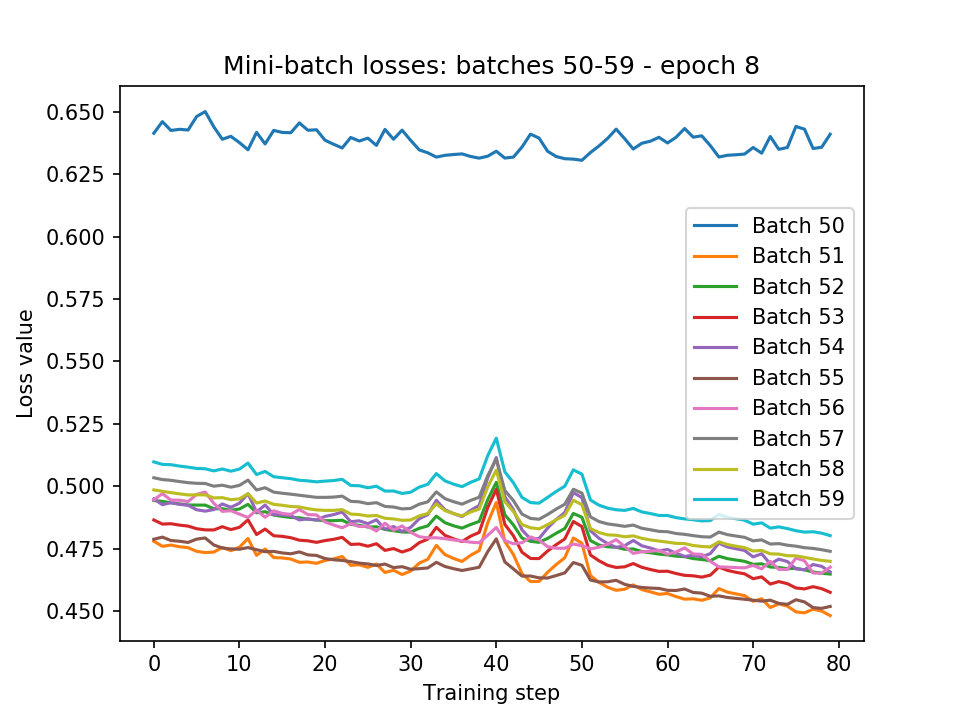 Mini-batch losses: batches 50-59 - epoch 8
Loss value
0.650
0.625
0.600
0.575
0.550
0.525
0.500
0.475
0.450
Batch 50
Batch 51
Batch 52
Batch 53
Batch 54
Batch 55
Batch 56
Batch 57
Batch 58
Batch 59
0 10 20 30 40 50 60 70 80
Training step